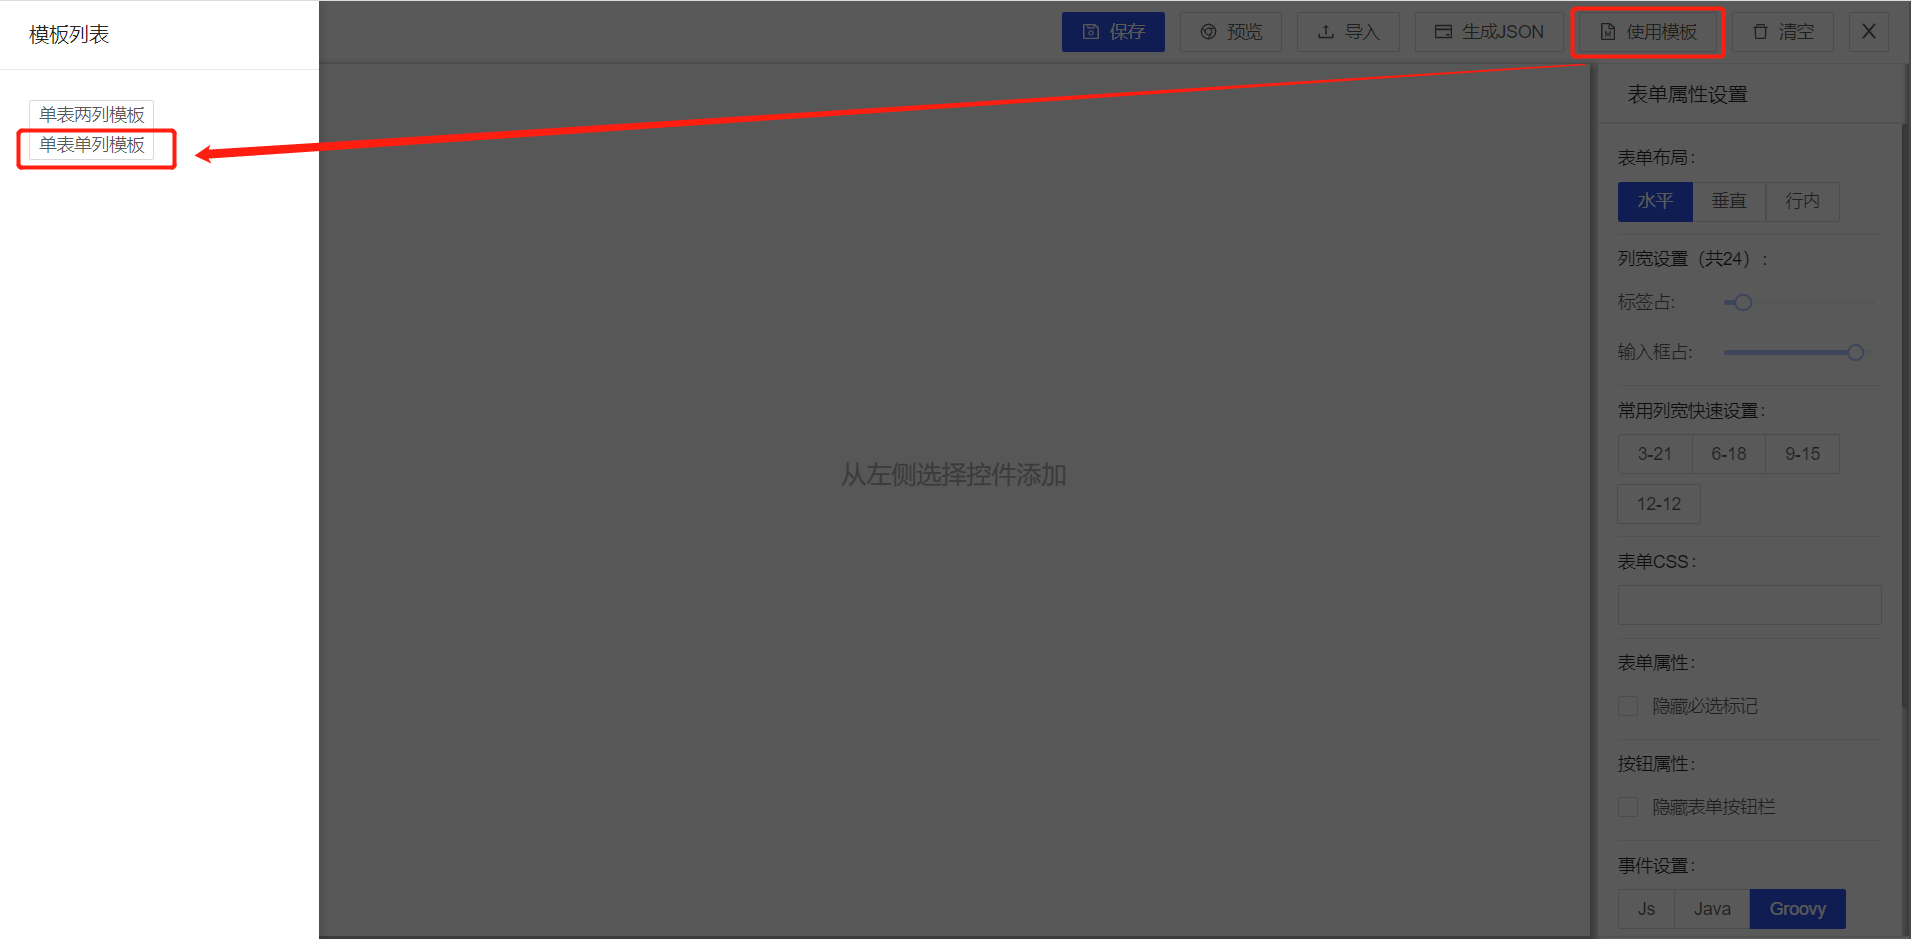 模板列表
单表两列模板
单表单列模板
保存
预览
导入
生成JSON
使用模板
清空
从左侧选择控件添加
表单属性设置
表单布局：
水平 垂直 行内
列宽设置（共24）：
标签占:
输入框占:
常用列宽快速设置：
3-21 6-18 9-15
12-12
表单CSS：
表单属性：
隐藏必选标记
按钮属性：
隐藏表单按钮栏
事件设置：
Js Java Groovy